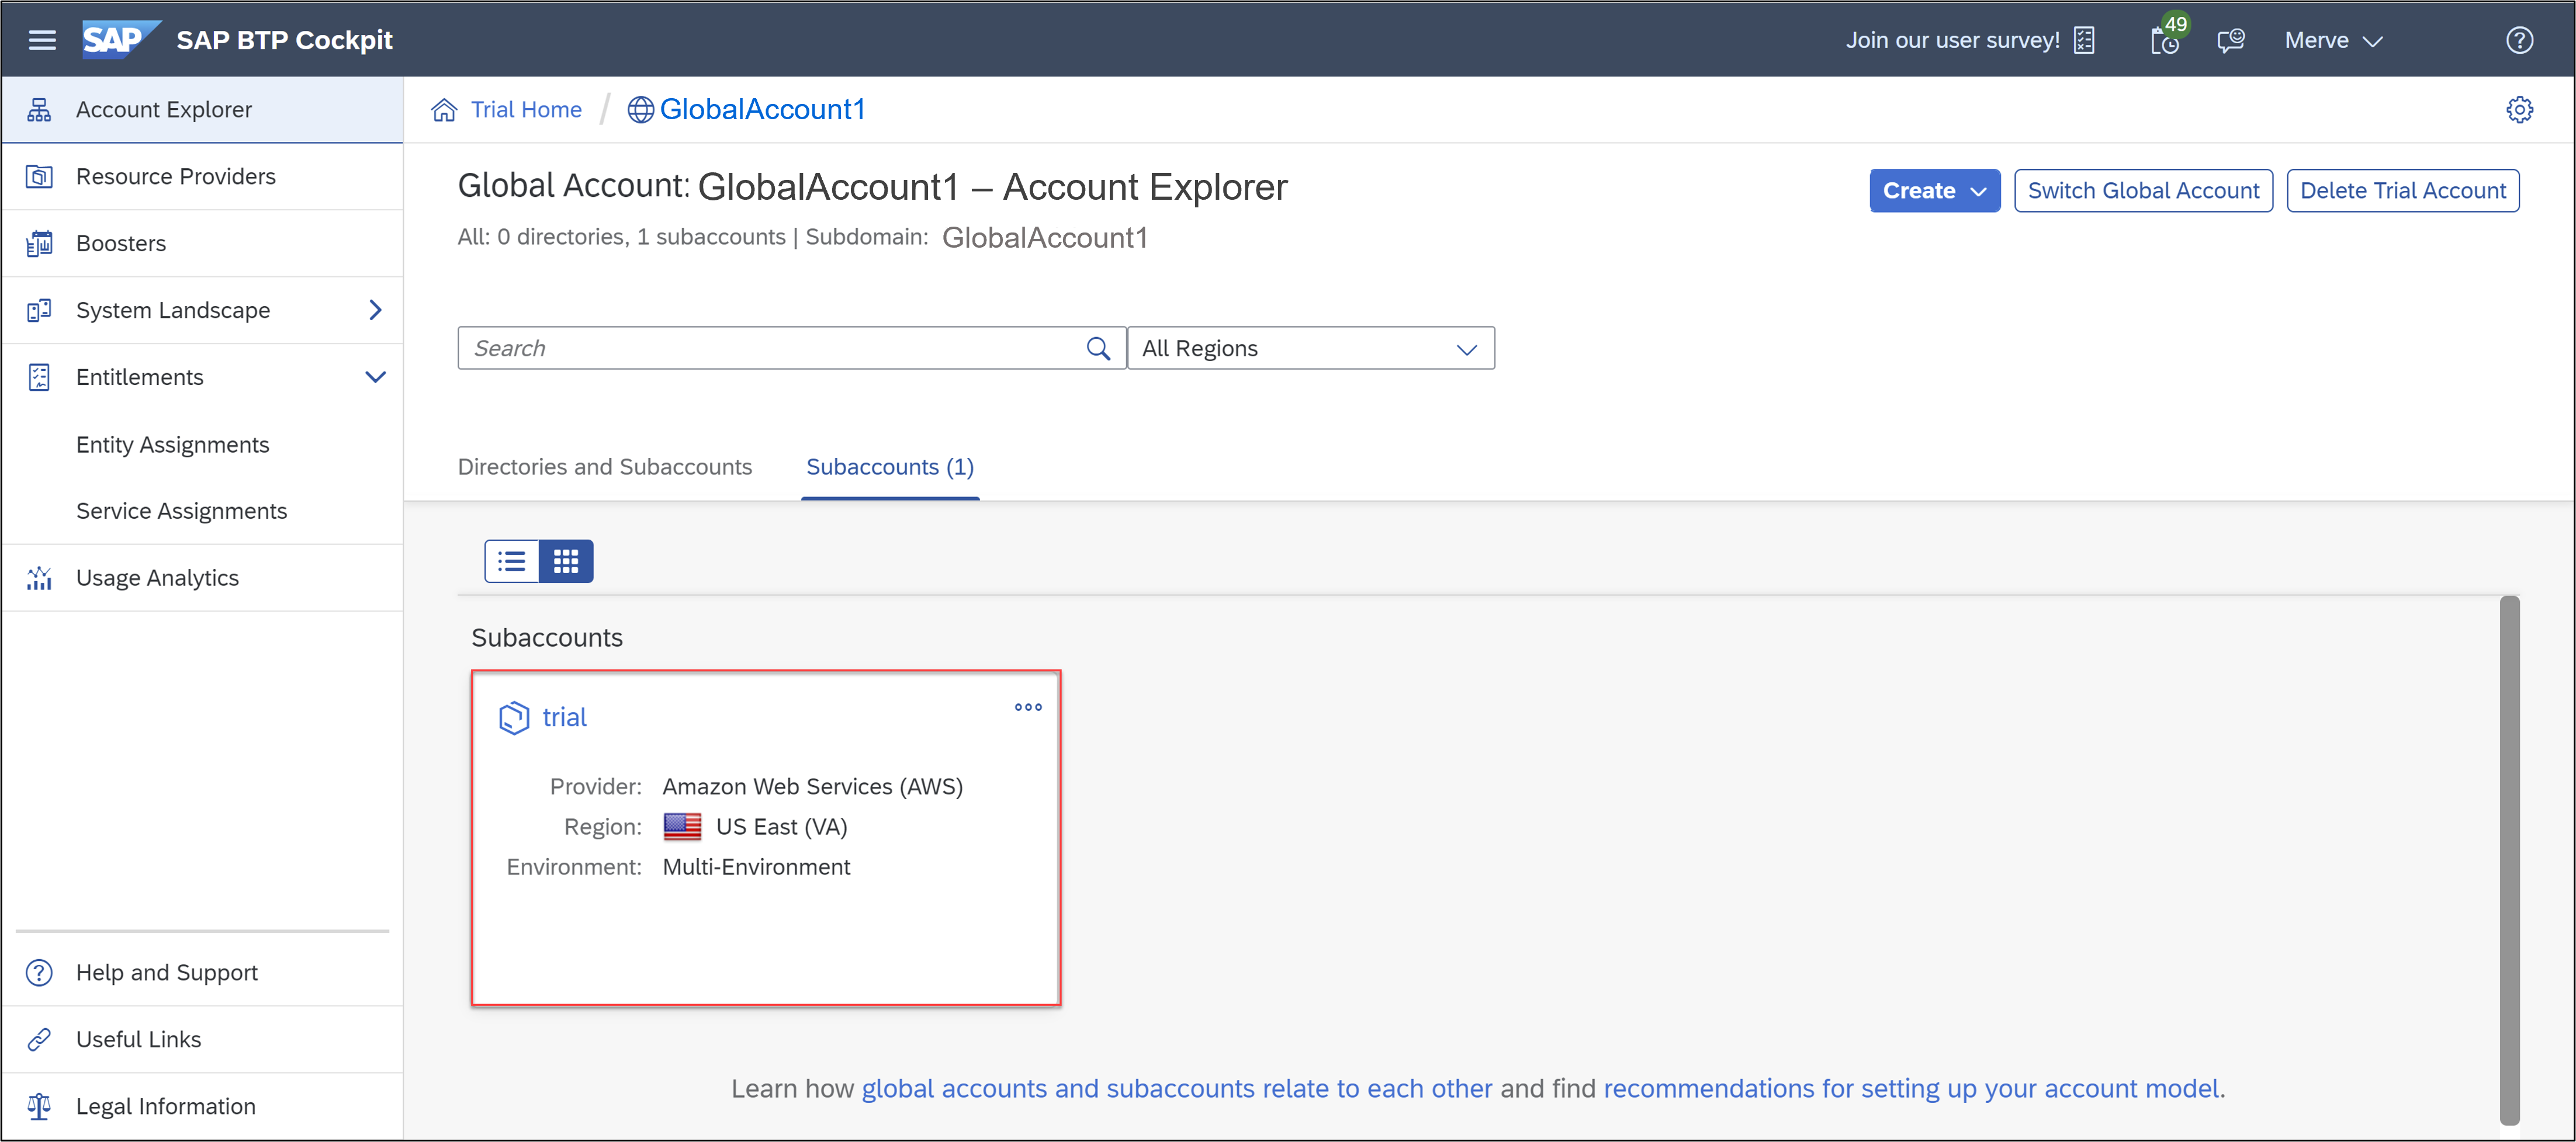 SAP SAP BTP Cockpit Join our user survey! 49 Merve
Account Explorer
Resource Providers
Boosters
System Landscape
Entitlements
Entity Assignments
Service Assignments
Usage Analytics
Help and Support
Useful Links
Legal Information
Trial Home / GlobalAccount1
Global Account: GlobalAccount1 – Account Explorer
Create Switch Global Account Delete Trial Account
All: 0 directories, 1 subaccounts | Subdomain: GlobalAccount1
Search All Regions
Directories and Subaccounts Subaccounts (1)
Subaccounts
trial
Provider: Amazon Web Services (AWS)
Region: US East (VA)
Environment: Multi-Environment
Learn how global accounts and subaccounts relate to each other and find recommendations for setting up your account model.